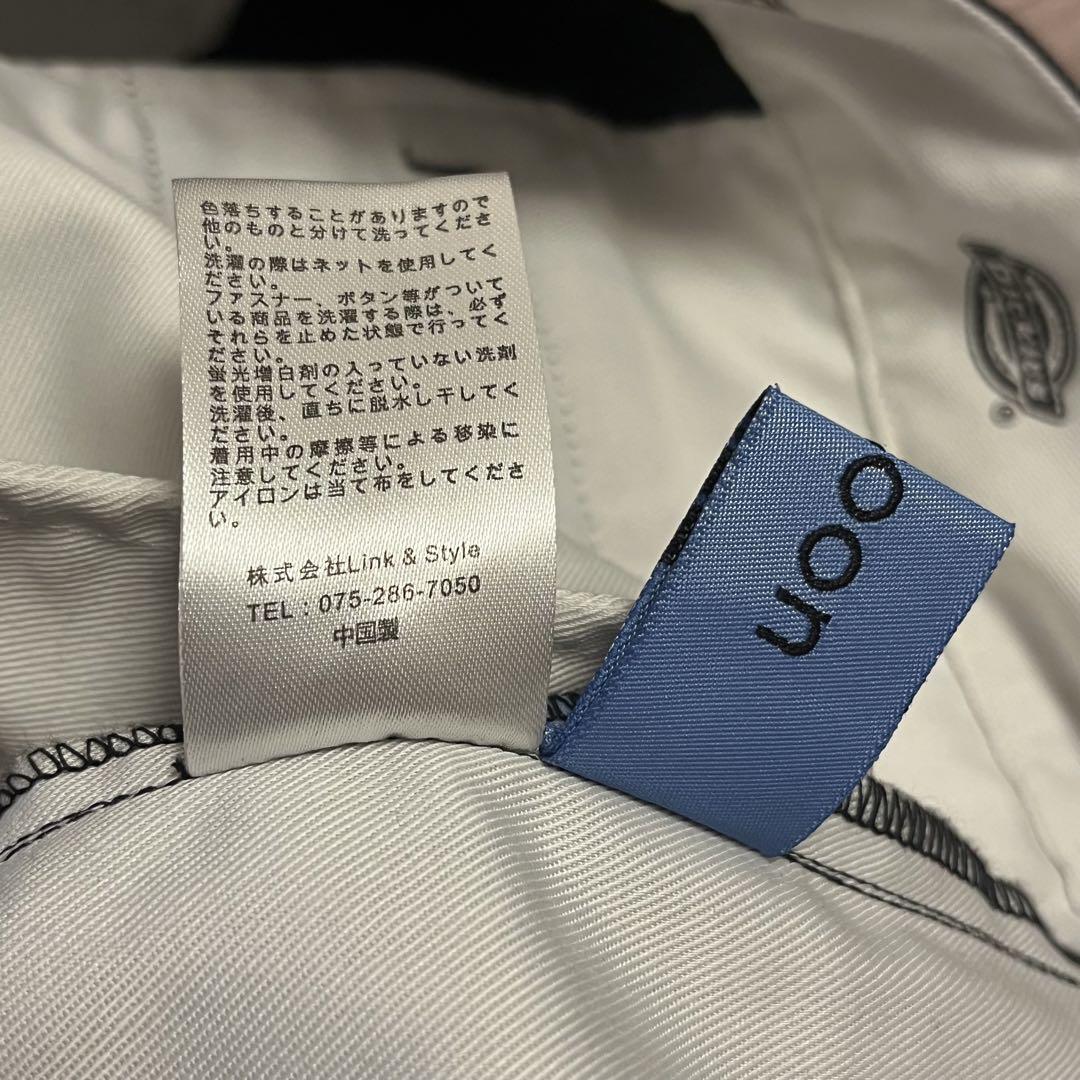 色落ちすることがありますので
他のものと分けて洗ってくださ
い。
洗濯の際はネットを使用してく
ださい。
ファスナー、ボタン等がついて
いる商品を洗濯する際は、必ず
それらを止めた状態で行ってく
ださい。
蛍光増白剤の入っていない洗剤
を使用してください。
洗濯後、直ちに脱水し干してく
ださい。
着用中の摩擦等による移染に
注意してください。
アイロンは当て布をしてくださ
い。
株式会社Link & Style
TEL：075-286-7050
中国製
noo
Dickies
®